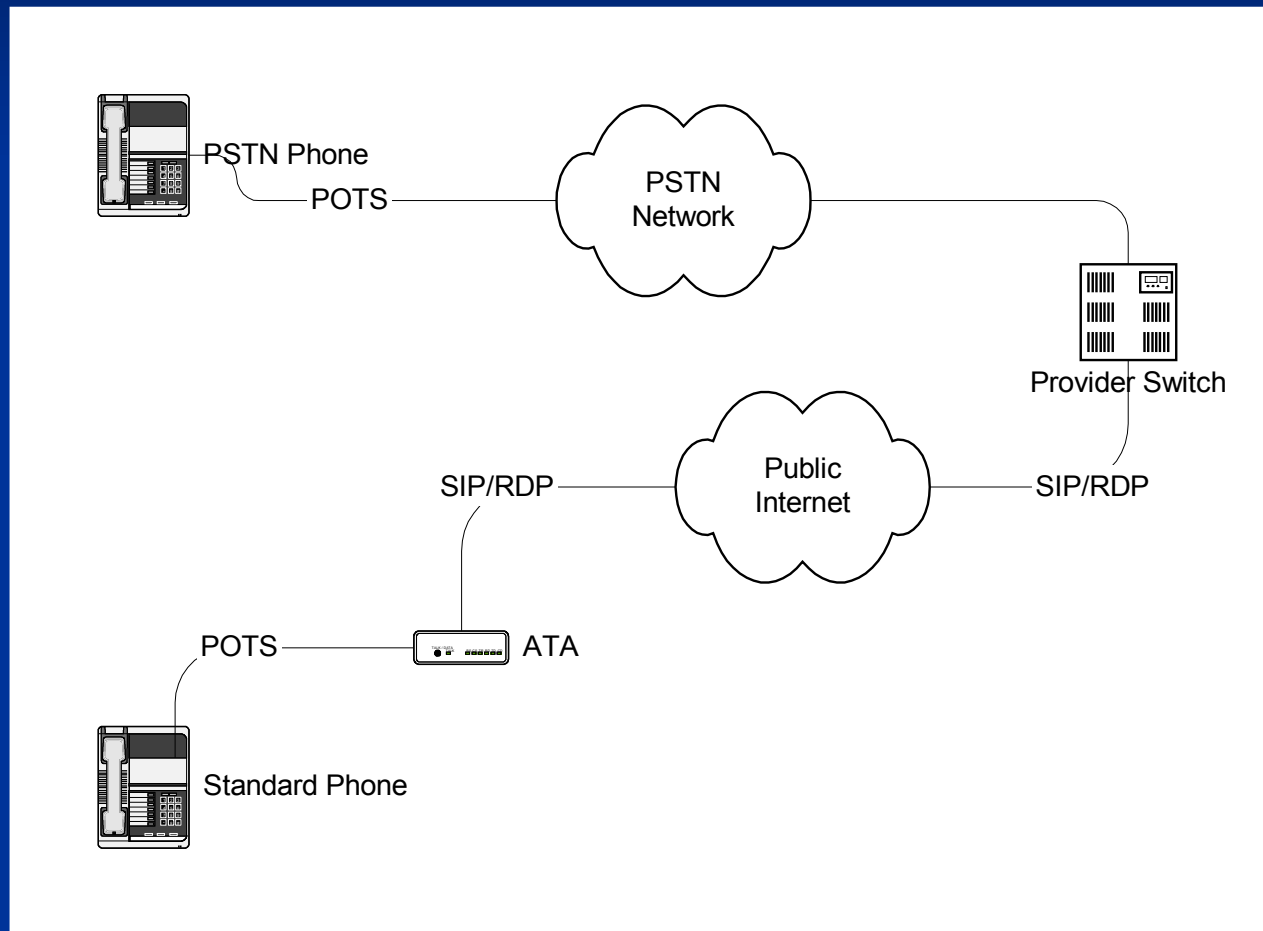 PSTN Phone
POTS
PSTN
Network
Provider Switch
Public
Internet
SIP/RDP
SIP/RDP
POTS
ATA
Standard Phone